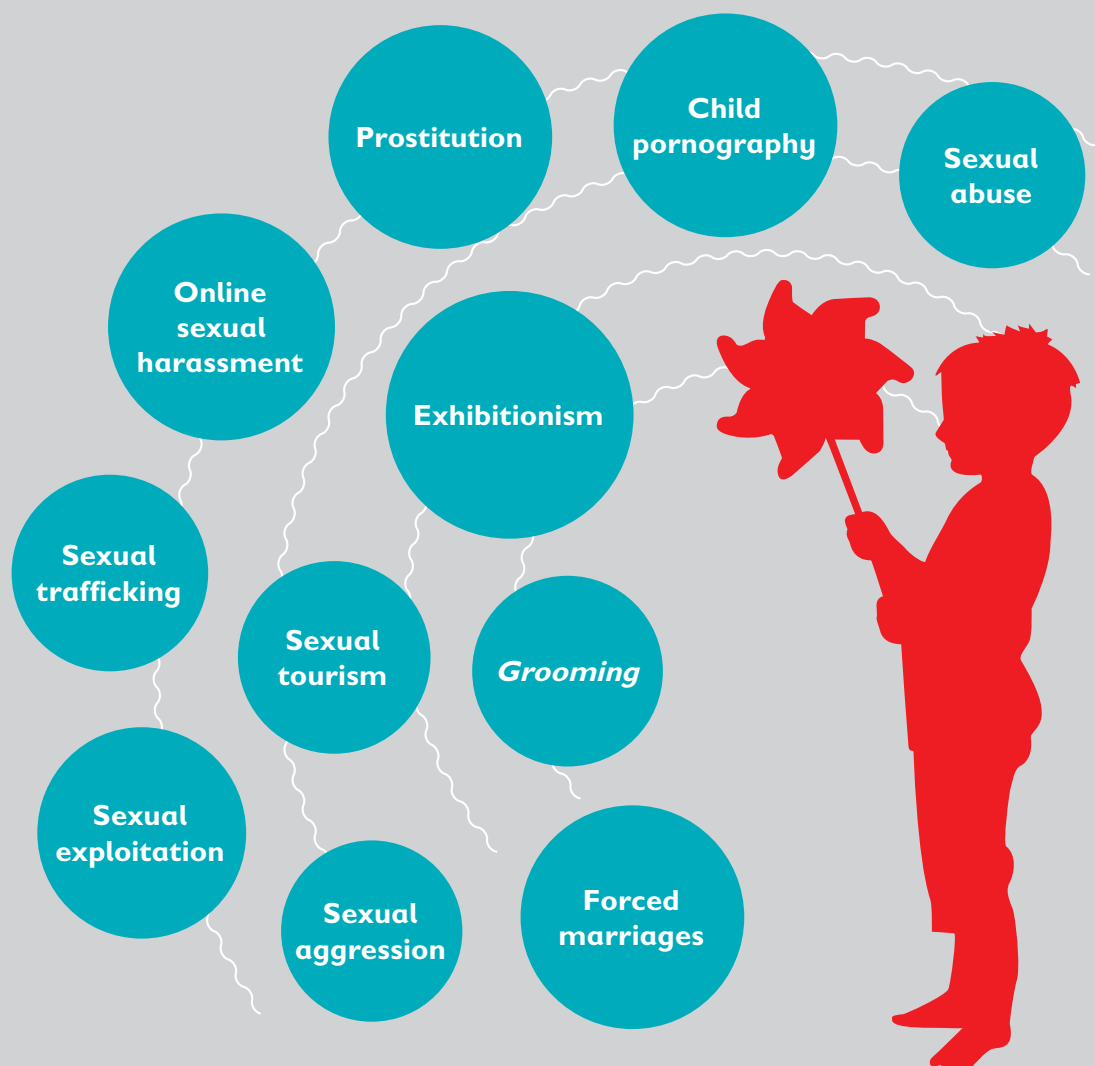 Prostitution
Child
pornography
Sexual
abuse
Online
sexual
harassment
Exhibitionism
Sexual
trafficking
Sexual
tourism
Grooming
Sexual
exploitation
Sexual
aggression
Forced
marriages